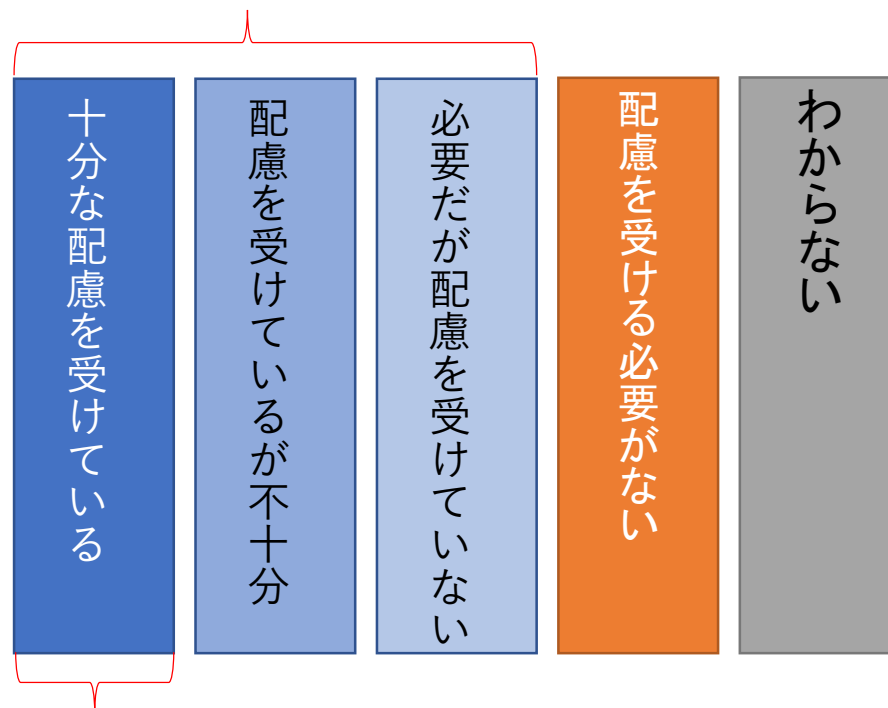 十分な配慮を受けている
配慮を受けているが不十分
必要だが配慮を受けていない
配慮を受ける必要がない
わからない